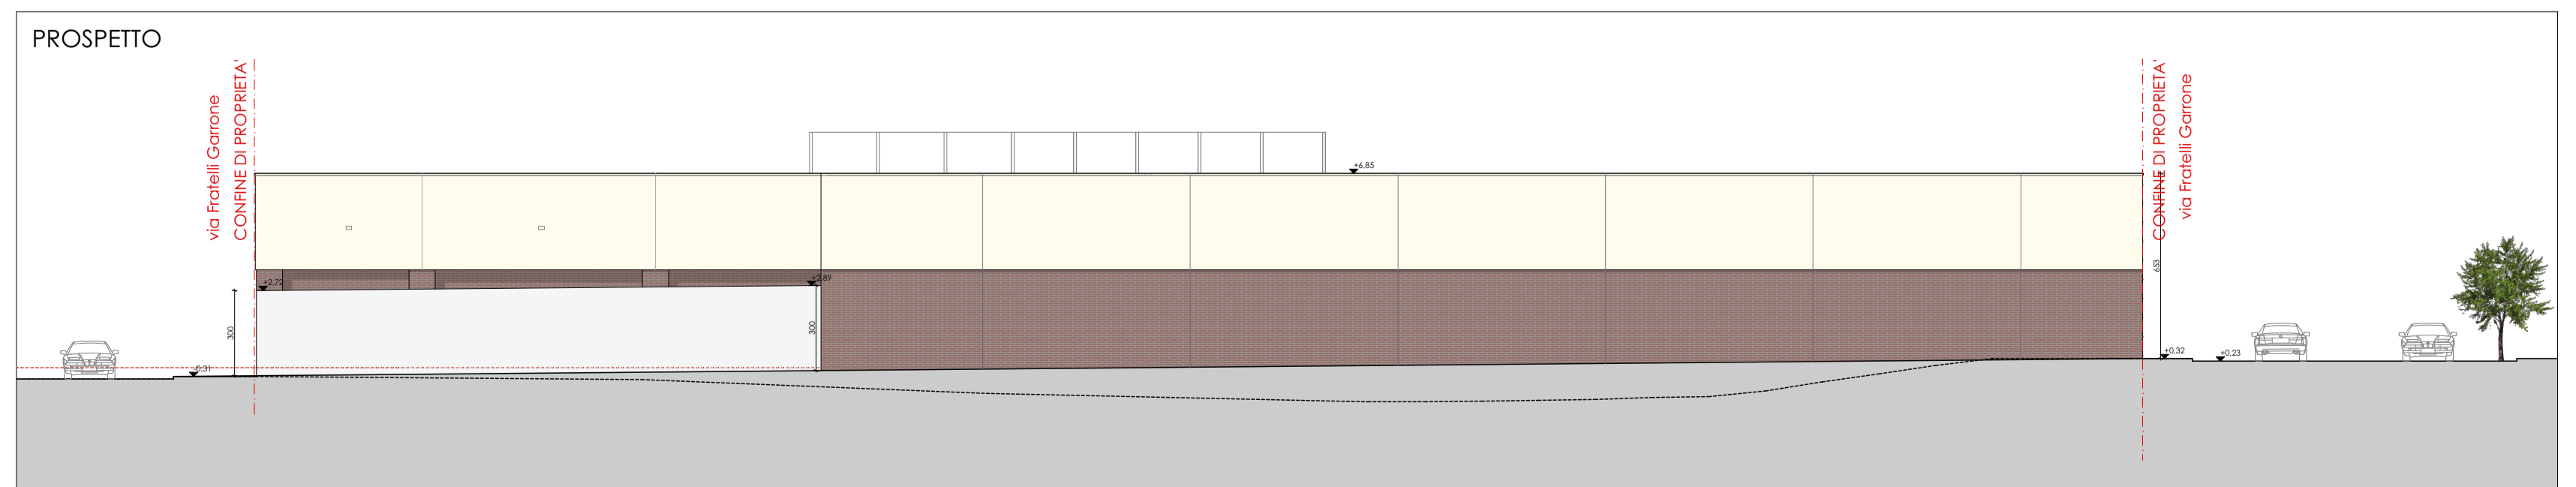 PROSPETTO
via Fratelli Garrone
CONFINE DI PROPRIETA'
CONFINE DI PROPRIETA'
via Fratelli Garrone
+6.85
+2.72
+2.89
300
300
653
-0.31
+0.32
+0.23